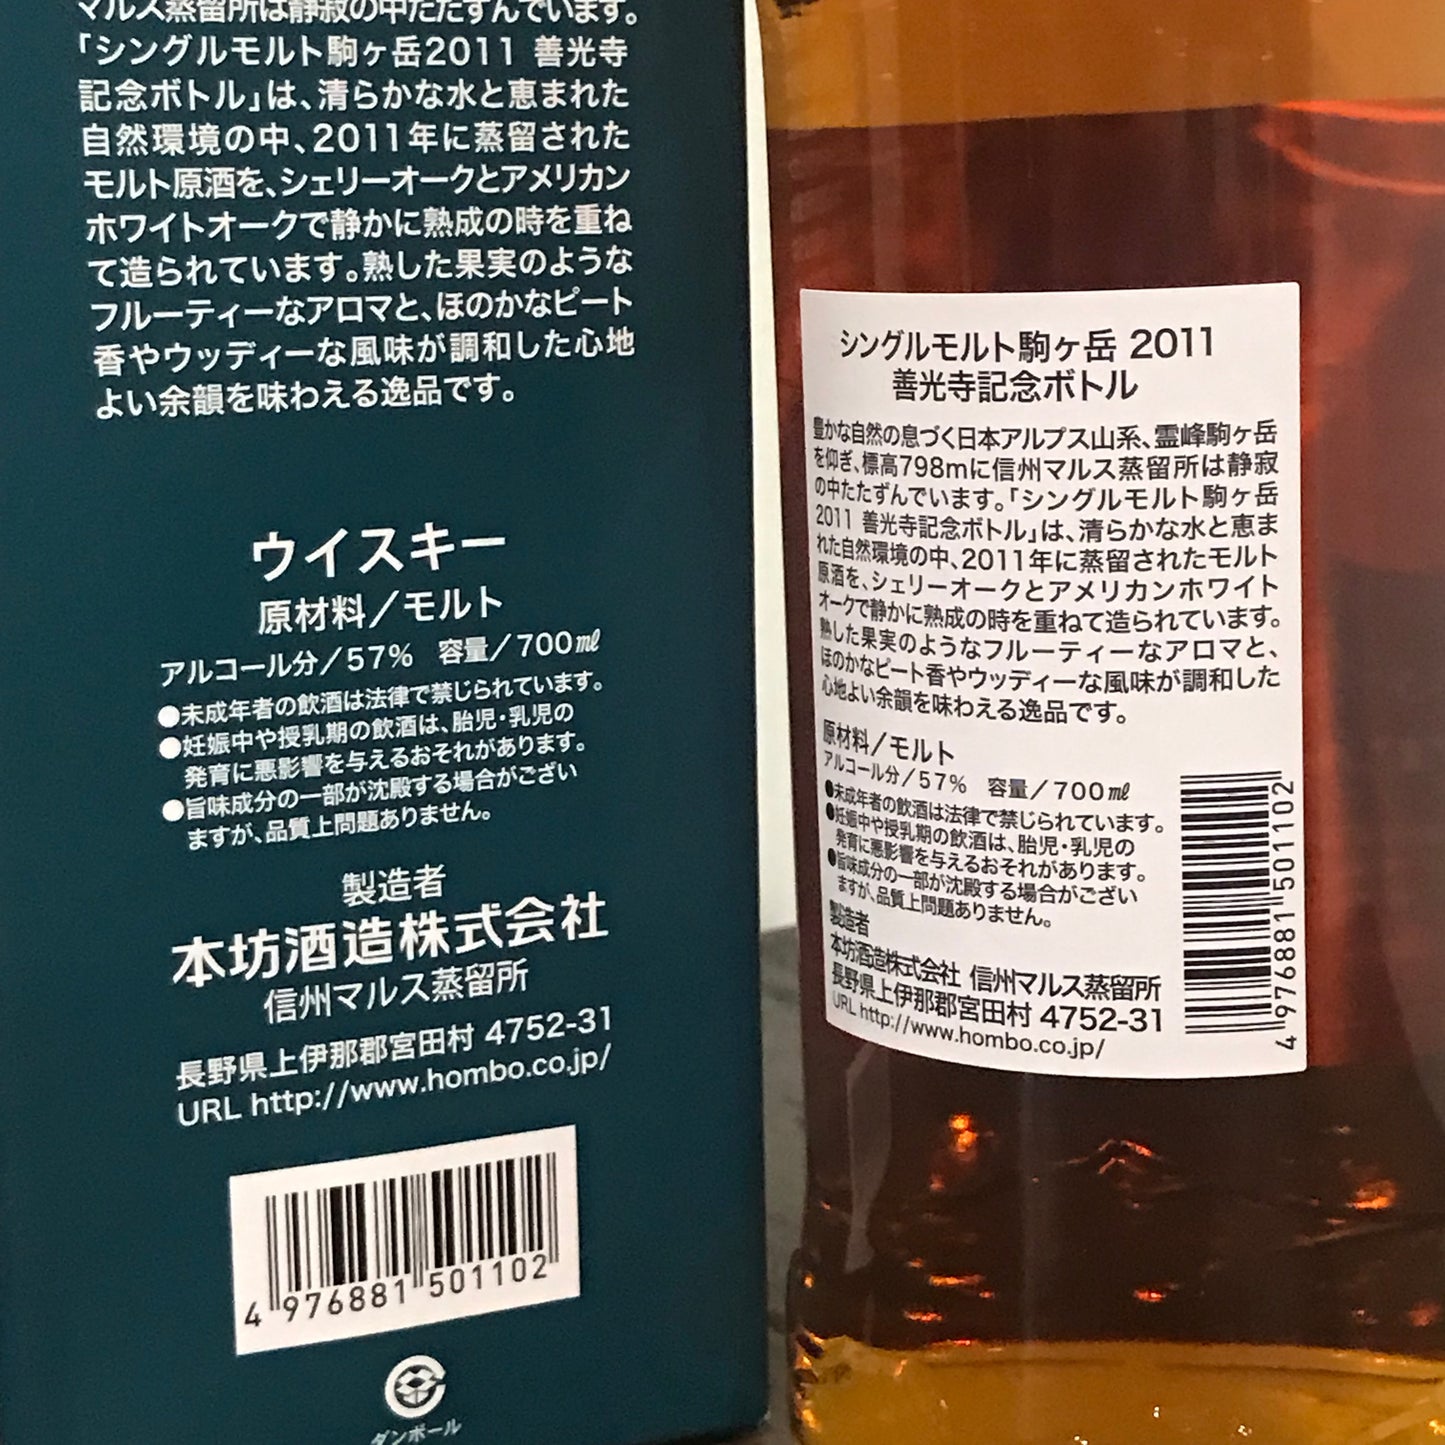 マルス蒸留所は静寂の中たたずんでいます。
「シングルモルト駒ヶ岳2011 善光寺
記念ボトル」は、清らかな水と恵まれた
自然環境の中、2011年に蒸留された
モルト原酒を、シェリーオークとアメリカン
ホワイトオークで静かに熟成の時を重ね
て造られています。熟した果実のような
フルーティーなアロマと、ほのかなピート
香やウッディーな風味が調和した心地
よい余韻を味わえる逸品です。
ウイスキー
原材料／モルト
アルコール分／57% 容量／700㎖
●未成年者の飲酒は法律で禁じられています。
●妊娠中や授乳期の飲酒は、胎児・乳児の
発育に悪影響を与えるおそれがあります。
●旨味成分の一部が沈殿する場合がござい
ますが、品質上問題ありません。
製造者
本坊酒造株式会社
信州マルス蒸留所
長野県上伊那郡宮田村 4752-31
URL http://www.hombo.co.jp/
4 976881 501102
ダンボール
シングルモルト駒ヶ岳 2011
善光寺記念ボトル
豊かな自然の息づく日本アルプス山系、霊峰駒ヶ岳
を仰ぎ、標高798mに信州マルス蒸留所は静寂
の中たたずんでいます。「シングルモルト駒ヶ岳
2011 善光寺記念ボトル」は、清らかな水と恵ま
れた自然環境の中、2011年に蒸留されたモルト
原酒を、シェリーオークとアメリカンホワイト
オークで静かに熟成の時を重ねて造られています。
熟した果実のようなフルーティーなアロマと、
ほのかなピート香やウッディーな風味が調和した
心地よい余韻を味わえる逸品です。
原材料／モルト
アルコール分／57% 容量／700㎖
●未成年者の飲酒は法律で禁じられています。
●妊娠中や授乳期の飲酒は、胎児・乳児の
発育に悪影響を与えるおそれがあります。
●旨味成分の一部が沈殿する場合がござい
ますが、品質上問題ありません。
製造者
本坊酒造株式会社 信州マルス蒸留所
長野県上伊那郡宮田村 4752-31
URL http://www.hombo.co.jp/
4 976881 501102